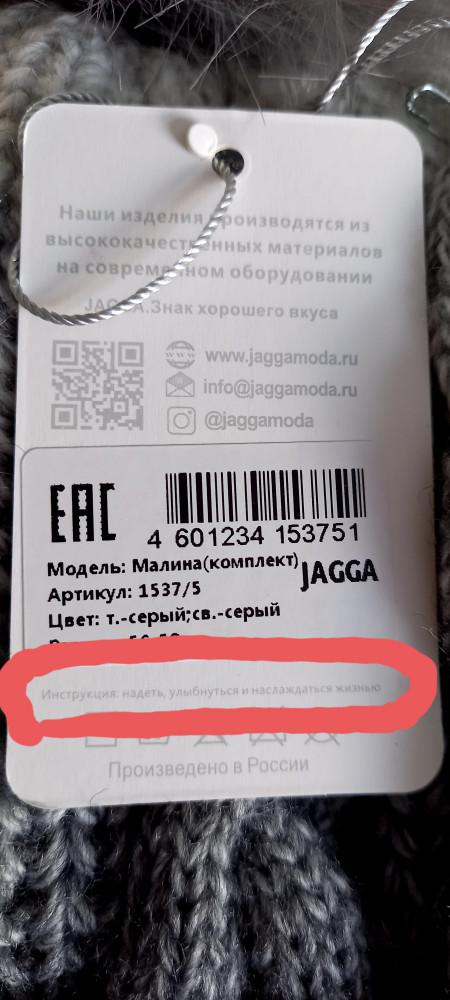 Наши изделия производятся из
высококачественных материалов
на современном оборудовании
JAGGA.Знак хорошего вкуса
www.jaggamoda.ru
info@jaggamoda.ru
@jaggamoda
EAC
4 601234 153751
Модель: Малина(комплект)
JAGGA
Артикул: 1537/5
Цвет: т.-серый;св.-серый
Инструкция: надеть, улыбнуться и наслаждаться жизнью
Произведено в России